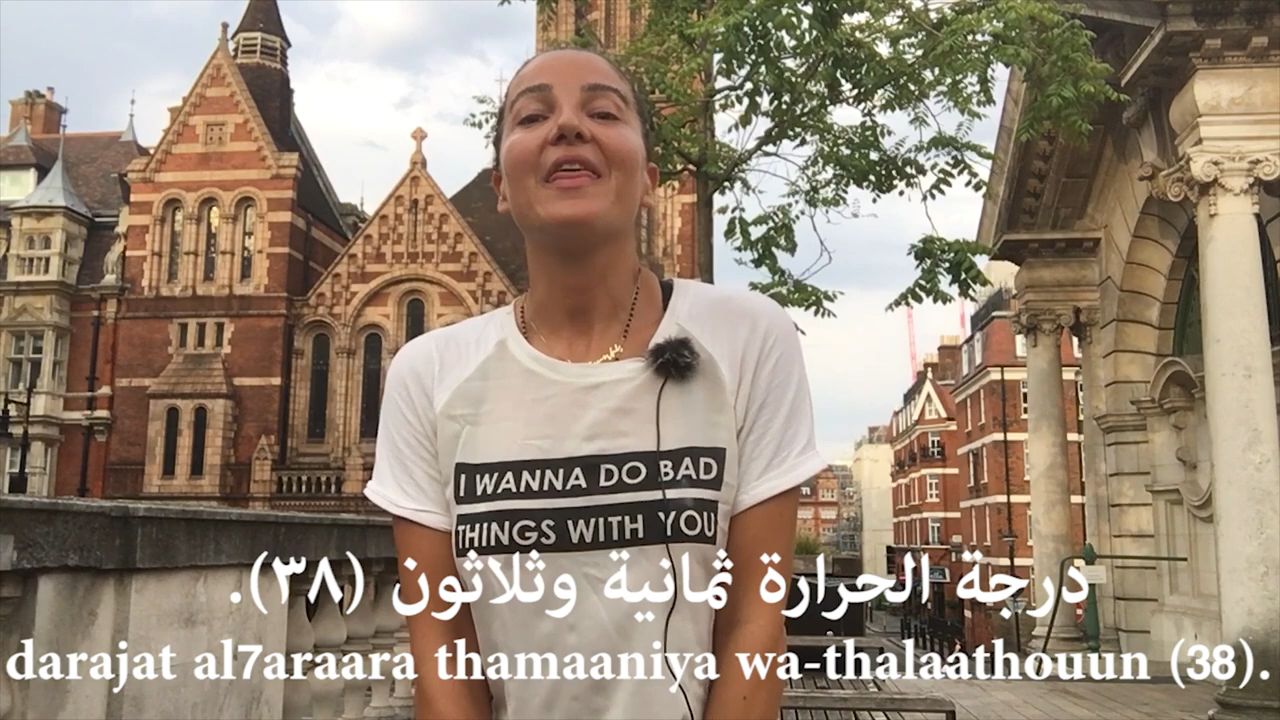 I WANNA DO BAD
THINGS WITH YOU
درجة الحرارة ثمانية وثلاثون (٣٨).
darajat al7araara thamaaniya wa-thalaathouun (38).